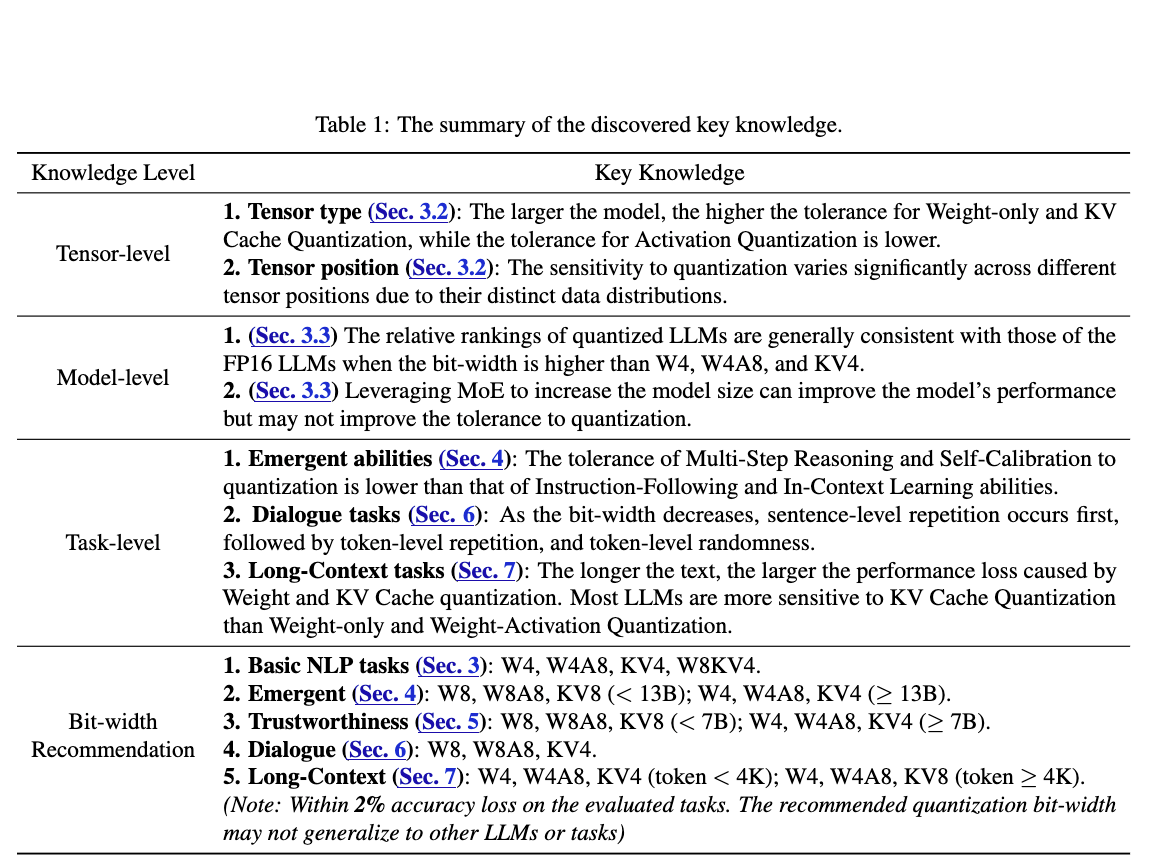 Table 1: The summary of the discovered key knowledge.
Knowledge Level Key Knowledge
Tensor-level
1. Tensor type (Sec. 3.2): The larger the model, the higher the tolerance for Weight-only and KV
Cache Quantization, while the tolerance for Activation Quantization is lower.
2. Tensor position (Sec. 3.2): The sensitivity to quantization varies significantly across different
tensor positions due to their distinct data distributions.
Model-level
1. (Sec. 3.3) The relative rankings of quantized LLMs are generally consistent with those of the
FP16 LLMs when the bit-width is higher than W4, W4A8, and KV4.
2. (Sec. 3.3) Leveraging MoE to increase the model size can improve the model's performance
but may not improve the tolerance to quantization.
Task-level
1. Emergent abilities (Sec. 4): The tolerance of Multi-Step Reasoning and Self-Calibration to
quantization is lower than that of Instruction-Following and In-Context Learning abilities.
2. Dialogue tasks (Sec. 6): As the bit-width decreases, sentence-level repetition occurs first,
followed by token-level repetition, and token-level randomness.
3. Long-Context tasks (Sec. 7): The longer the text, the larger the performance loss caused by
Weight and KV Cache quantization. Most LLMs are more sensitive to KV Cache Quantization
than Weight-only and Weight-Activation Quantization.
Bit-width
Recommendation
1. Basic NLP tasks (Sec. 3): W4, W4A8, KV4, W8KV4.
2. Emergent (Sec. 4): W8, W8A8, KV8 (< 13B); W4, W4A8, KV4 (≥ 13B).
3. Trustworthiness (Sec. 5): W8, W8A8, KV8 (< 7B); W4, W4A8, KV4 (≥ 7B).
4. Dialogue (Sec. 6): W8, W8A8, KV4.
5. Long-Context (Sec. 7): W4, W4A8, KV4 (token < 4K); W4, W4A8, KV8 (token ≥ 4K).
(Note: Within 2% accuracy loss on the evaluated tasks. The recommended quantization bit-width
may not generalize to other LLMs or tasks)